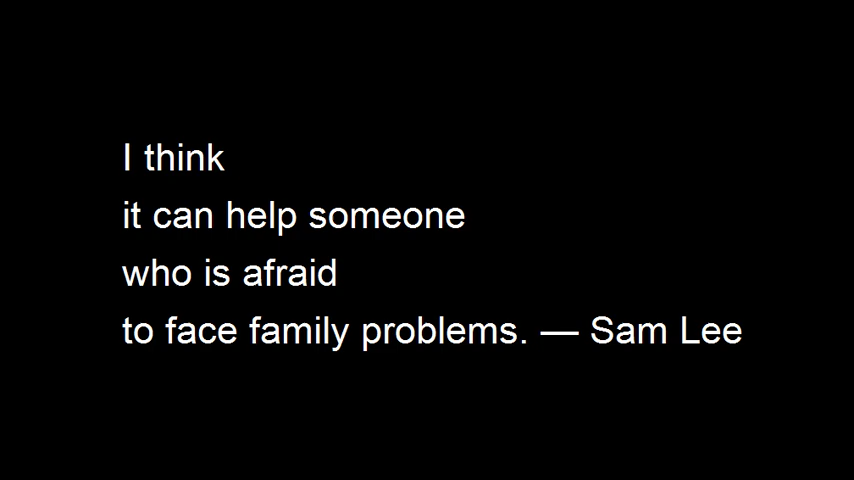 I think
it can help someone
who is afraid
to face family problems. — Sam Lee